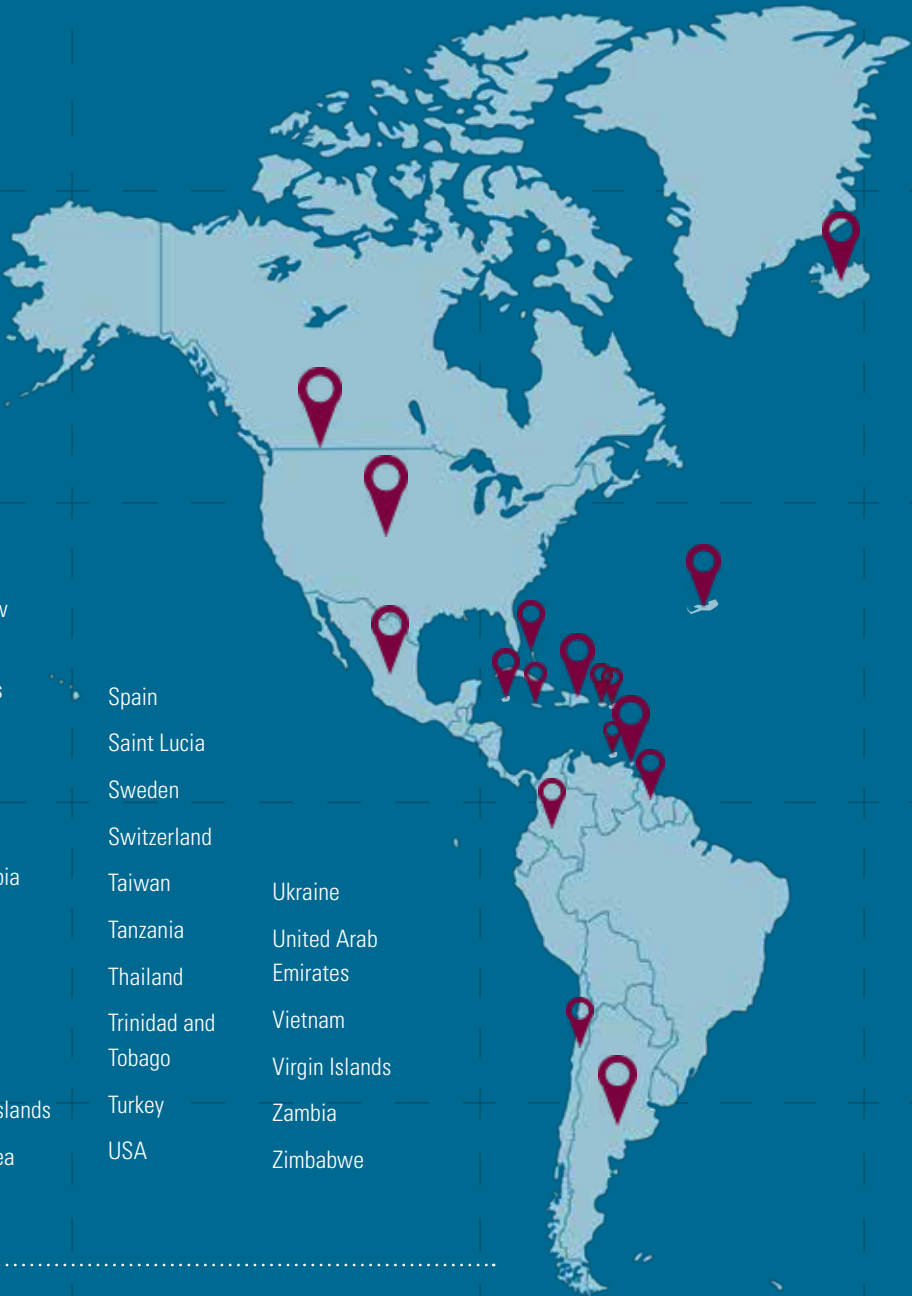 Spain
Saint Lucia
Sweden
Switzerland
Taiwan
Tanzania
Thailand
Trinidad and
Tobago
Turkey
USA
Ukraine
United Arab
Emirates
Vietnam
Virgin Islands
Zambia
Zimbabwe